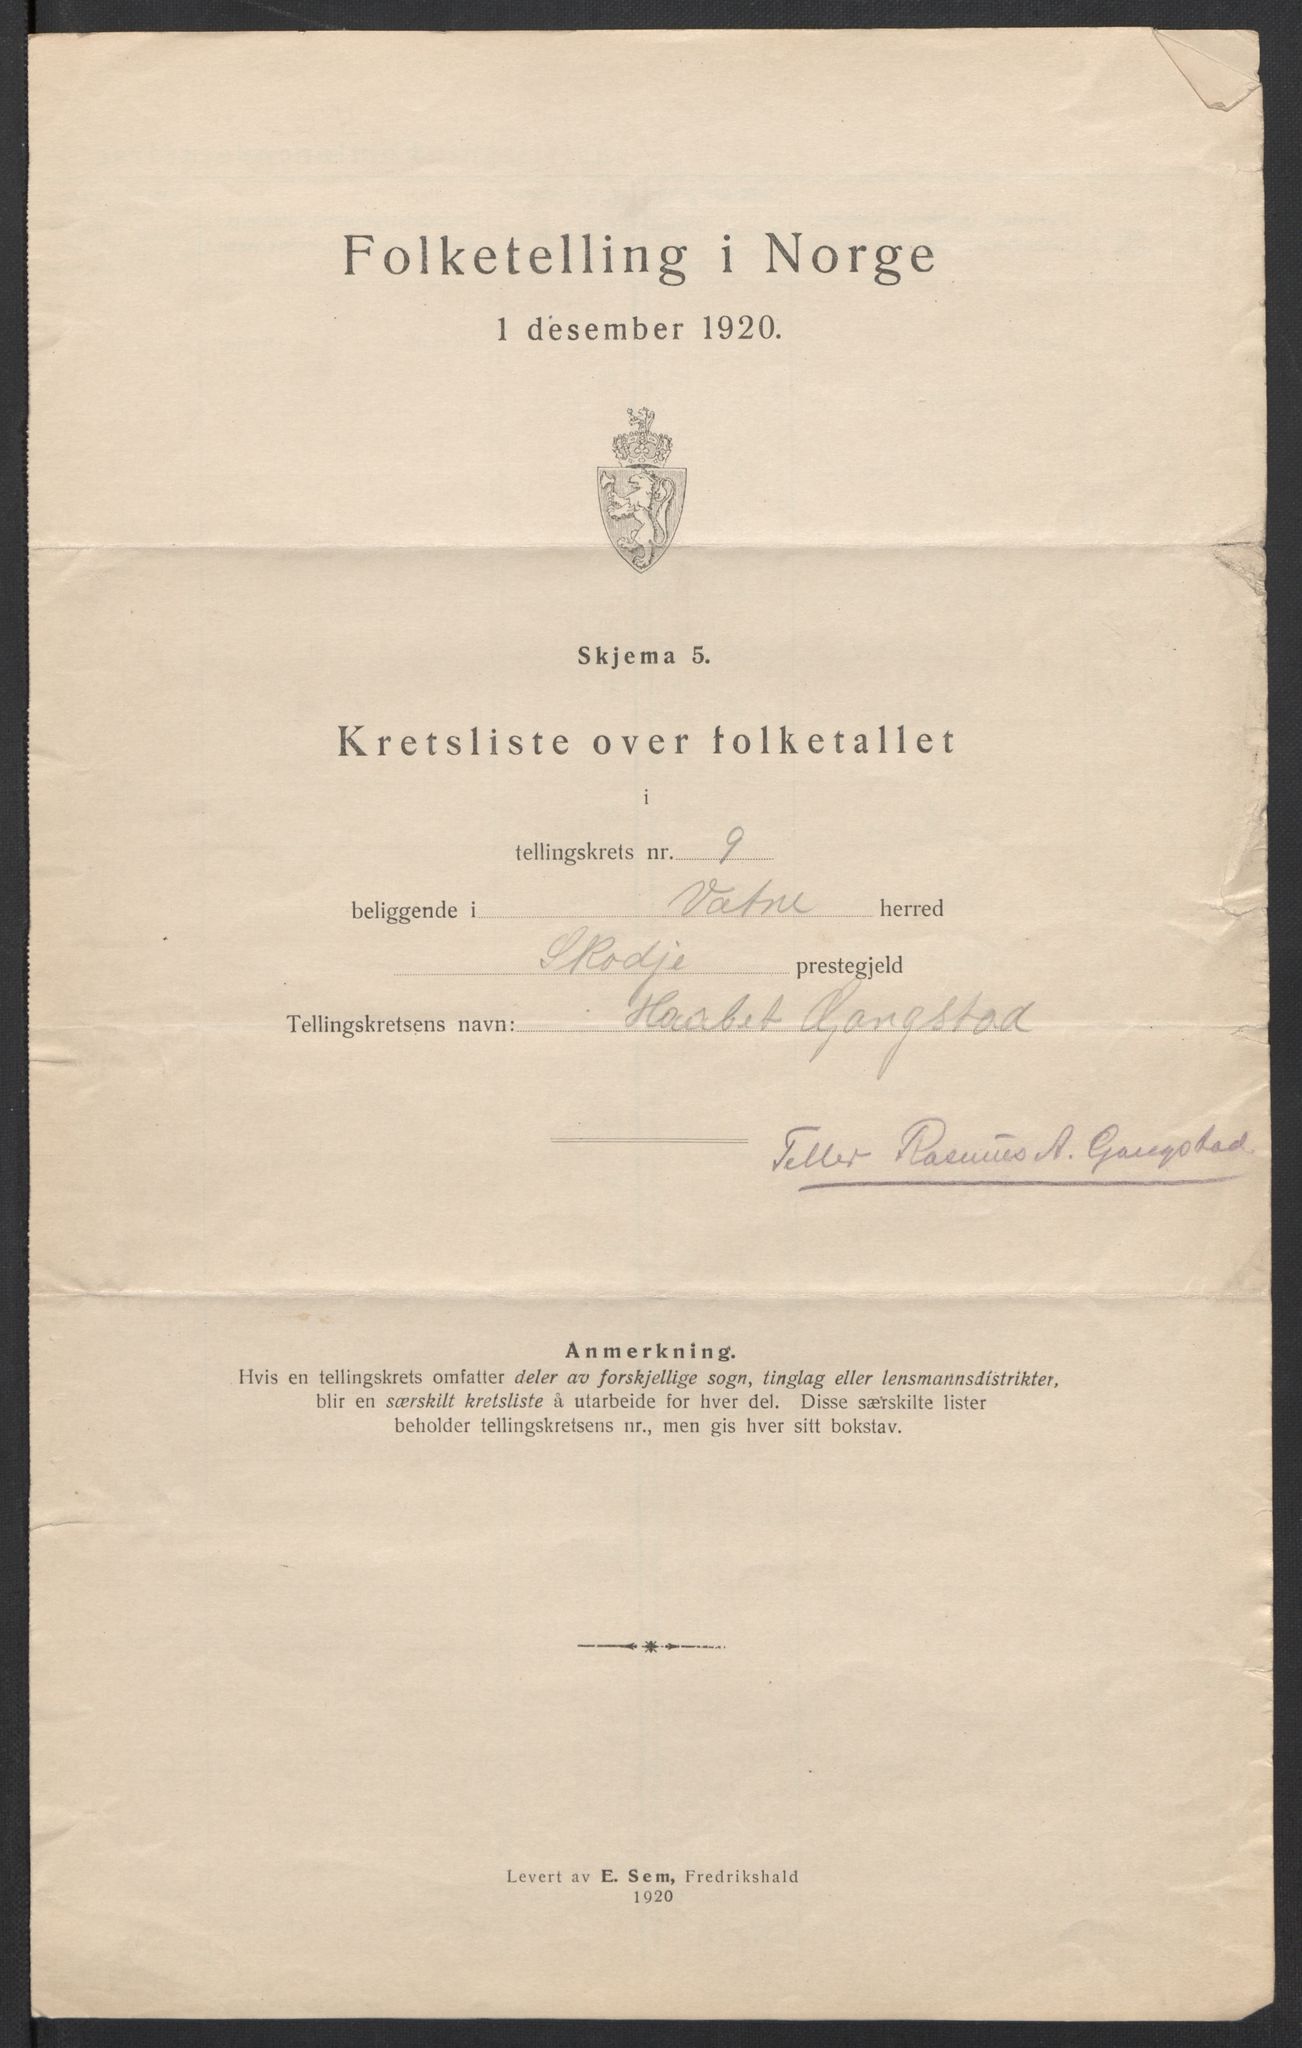 Folketelling i Norge
1 desember 1920.
Skjema 5.
Kretsliste over folketallet
i
tellingskrets nr. 9
beliggende i Vatne herred
Skodje prestegjeld
Tellingskretsens navn: Haabet Gangstad
Teller Rasmus A. Gangstad
Anmerkning.
Hvis en tellingskrets omfatter deler av forskjellige sogn, tinglag eller lensmannsdistrikter,
blir en særskilt kretsliste å utarbeide for hver del. Disse særskilte lister
beholder tellingskretsens nr., men gis hver sitt bokstav.
Levert av E. Sem, Fredrikshald
1920